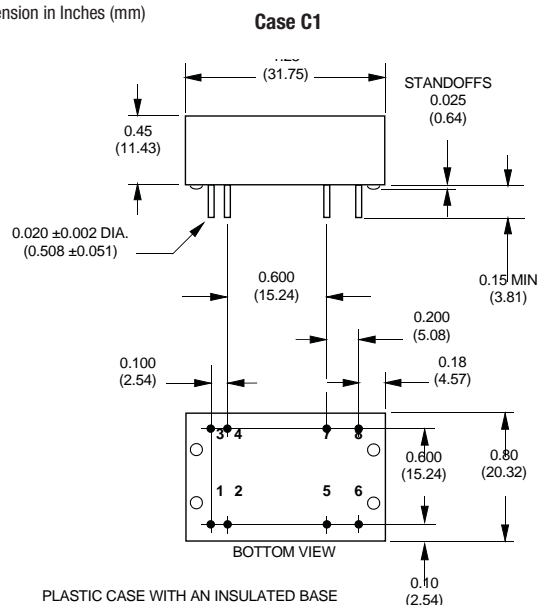 ension in Inches (mm)
Case C1
(31.75)
STANDOFFS
0.025
(0.64)
0.45
(11.43)
0.020 ±0.002 DIA.
(0.508 ±0.051)
0.600
(15.24)
0.15 MIN
(3.81)
0.200
(5.08)
0.100
(2.54)
0.18
(4.57)
3 4 7 8
0.600
(15.24)
0.80
(20.32)
1 2 5 6
BOTTOM VIEW
0.10
(2.54)
PLASTIC CASE WITH AN INSULATED BASE